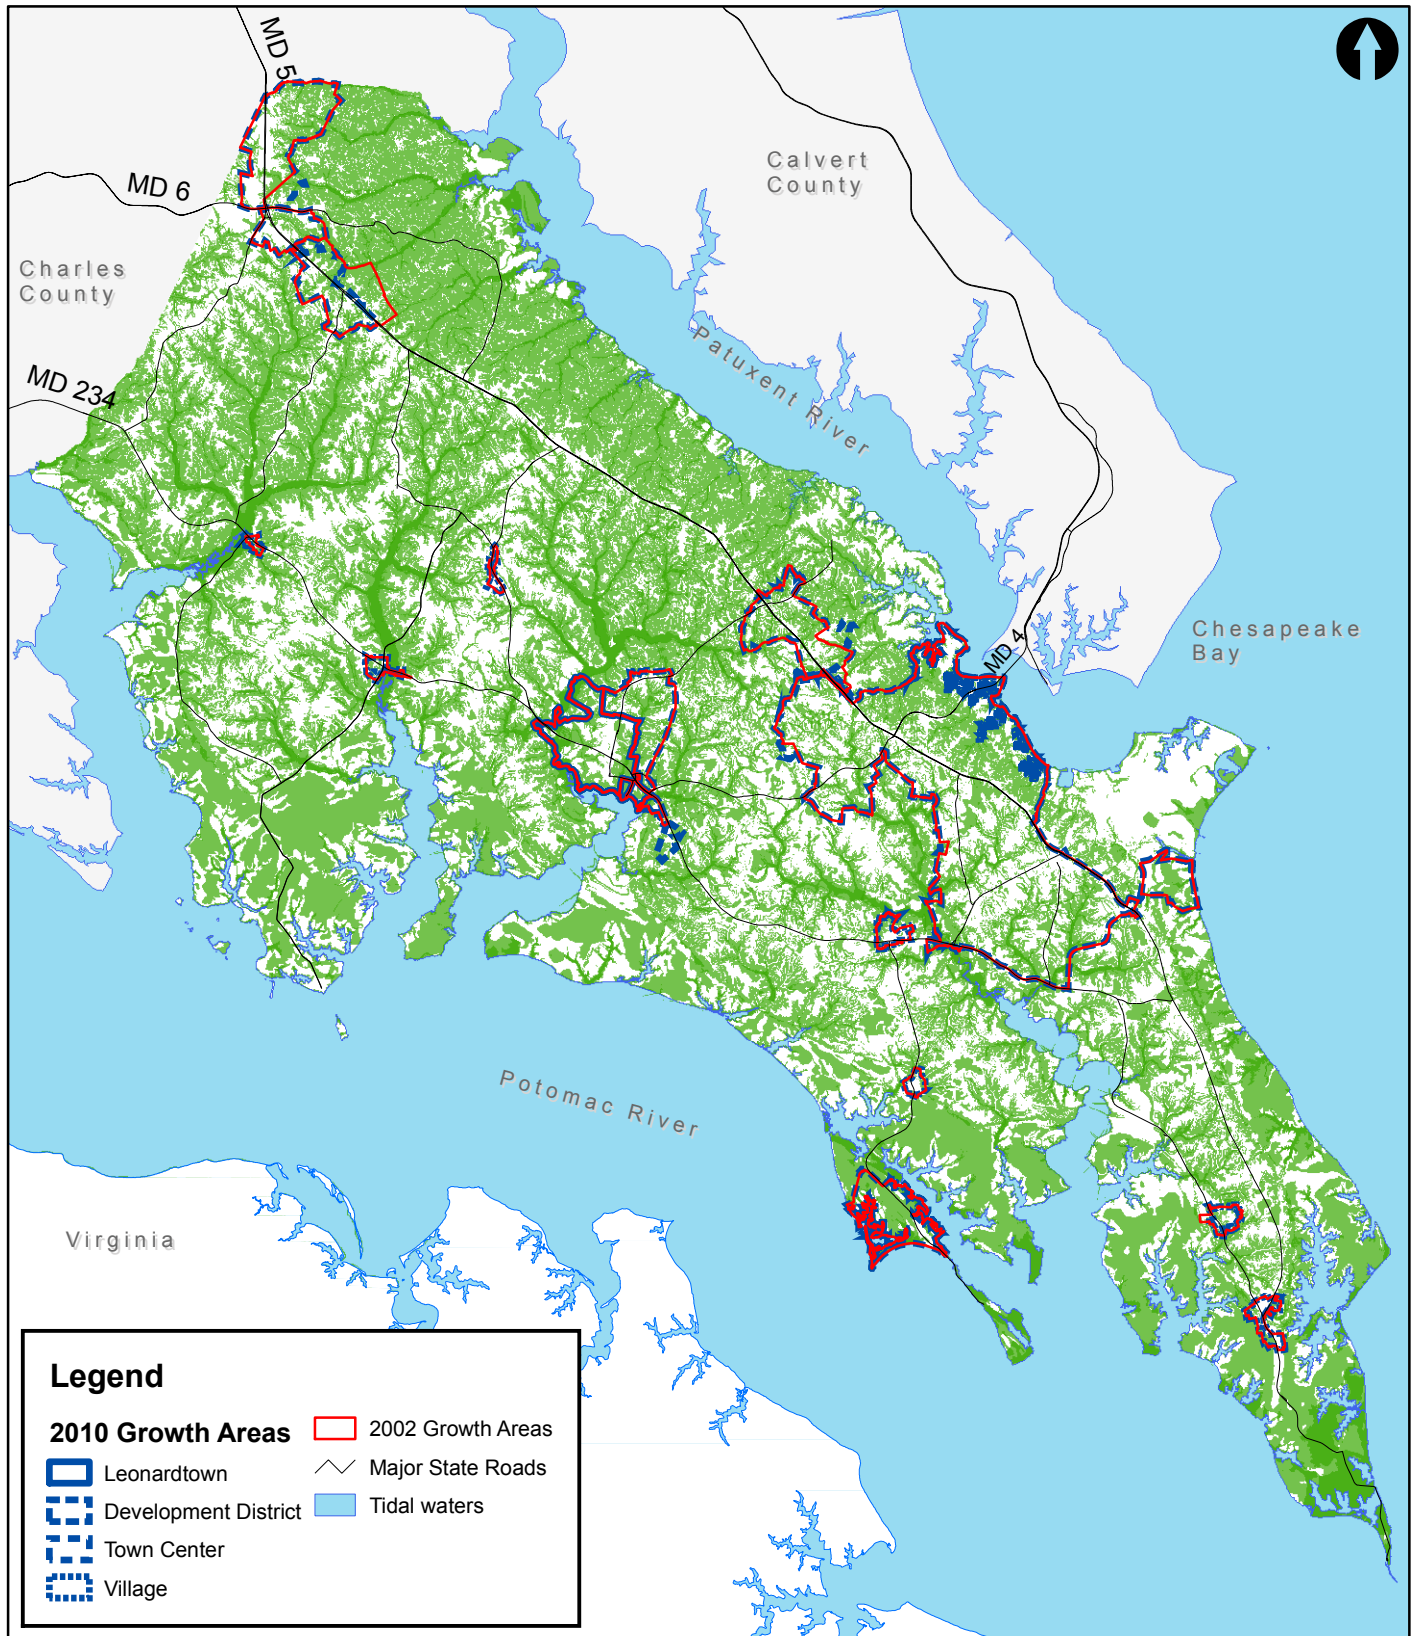 MD 5
MD 6
Calvert
County
Charles
County
Patuxent River
MD 234
MD 4
Chesapeake
Bay
Potomac River
Virginia
Legend
2010 Growth Areas
Leonardtown
Development District
Town Center
Village
2002 Growth Areas
Major State Roads
Tidal waters